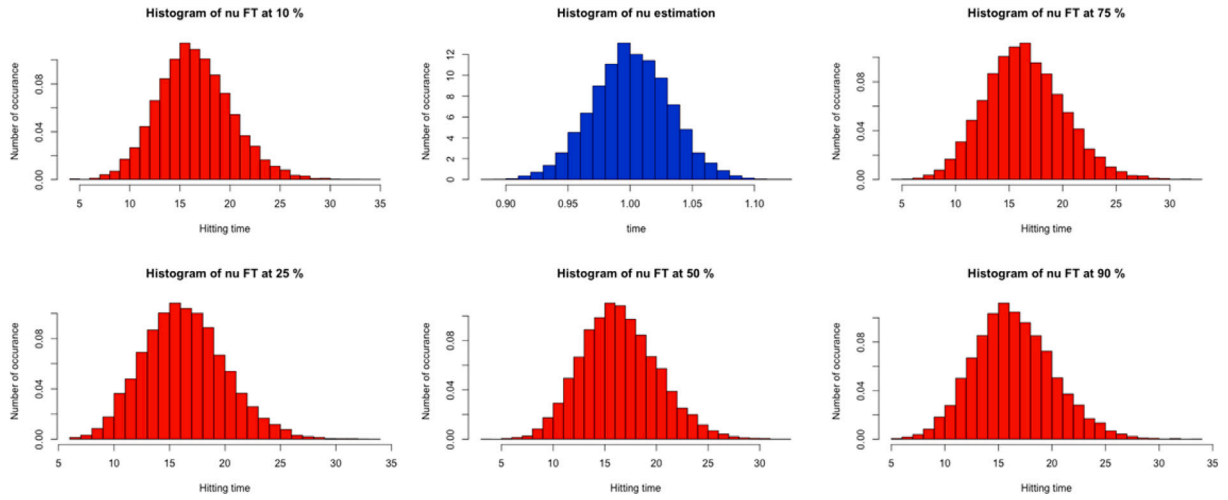 Histogram of nu FT at 10 %
Number of occurance
0.00 0.04 0.08
5 10 15 20 25 30 35
Hitting time
Histogram of nu estimation
Number of occurance
0 2 4 6 8 10 12
0.90 0.95 1.00 1.05 1.10
time
Histogram of nu FT at 75 %
Number of occurance
0.00 0.04 0.08
5 10 15 20 25 30
Hitting time
Histogram of nu FT at 25 %
Number of occurance
0.00 0.04 0.08
5 10 15 20 25 30 35
Hitting time
Histogram of nu FT at 50 %
Number of occurance
0.00 0.04 0.08
5 10 15 20 25 30
Hitting time
Histogram of nu FT at 90 %
Number of occurance
0.00 0.04 0.08
5 10 15 20 25 30 35
Hitting time